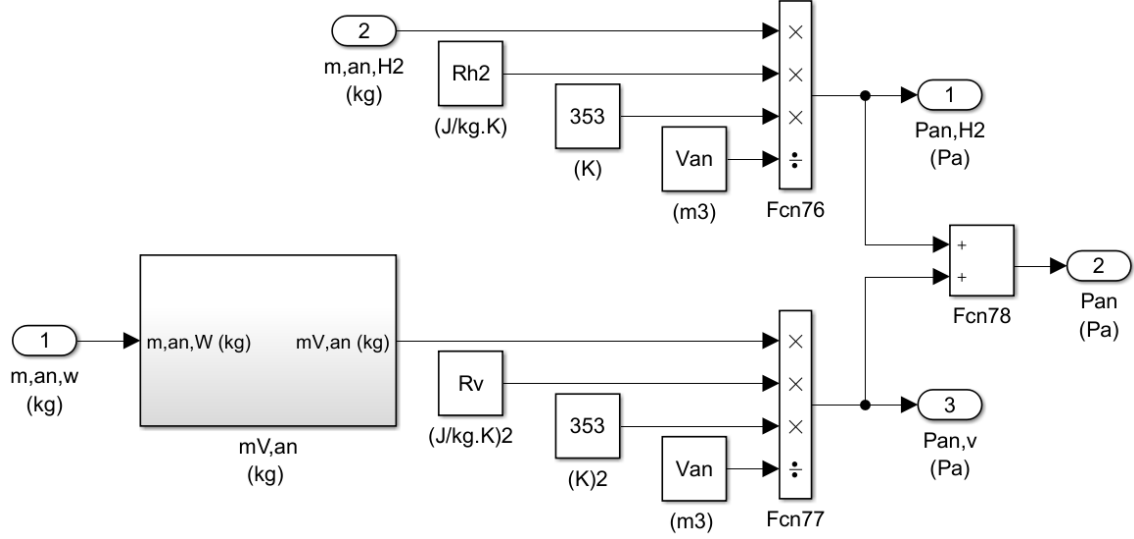 2
m,an,H2
(kg)
Rh2
(J/kg.K)
353
(K)
Van
(m3)
×
×
×
÷
Fcn76
1
Pan,H2
(Pa)
+
+
Fcn78
2
Pan
(Pa)
1
m,an,w
(kg)
m,an,W (kg)
mV,an (kg)
mV,an
(kg)
Rv
(J/kg.K)2
353
(K)2
Van
(m3)
×
×
×
÷
Fcn77
3
Pan,v
(Pa)